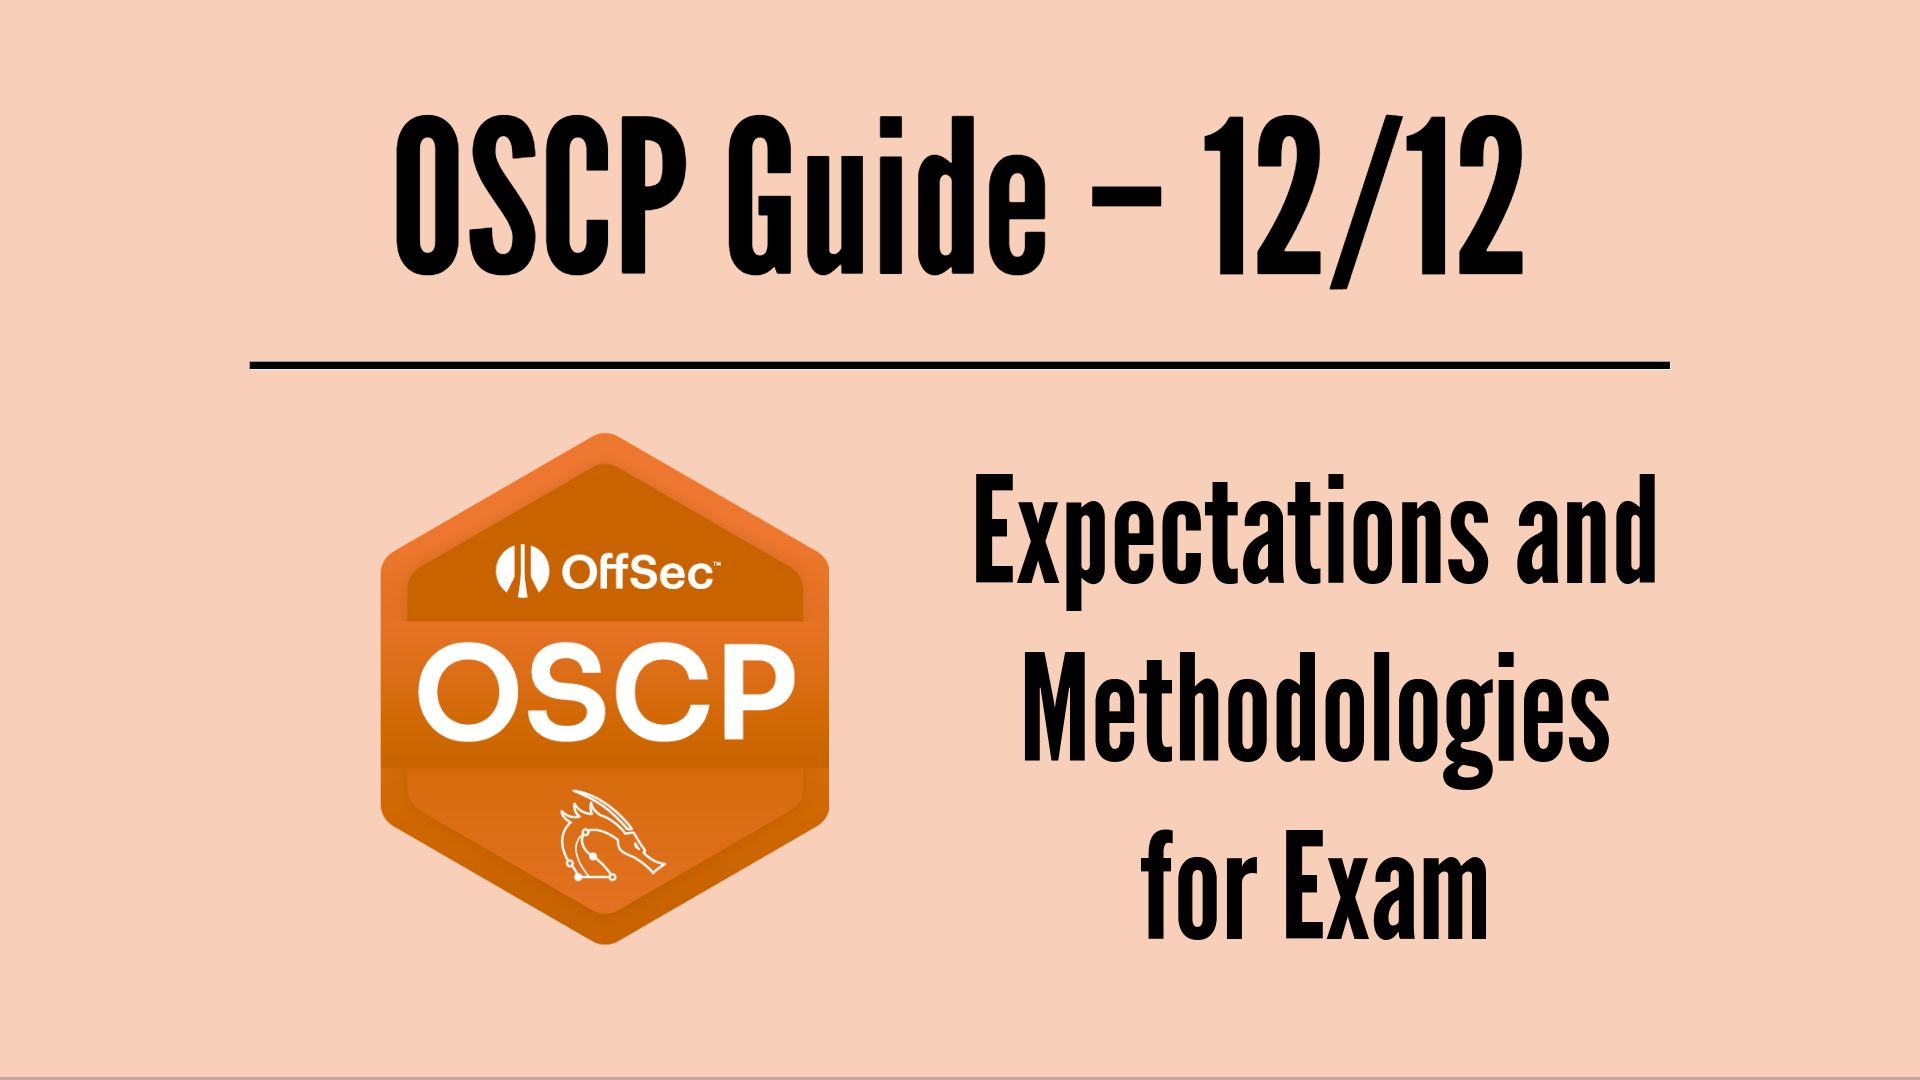 OSCP Guide – 12/12
OffSec™
OSCP
Expectations and
Methodologies
for Exam